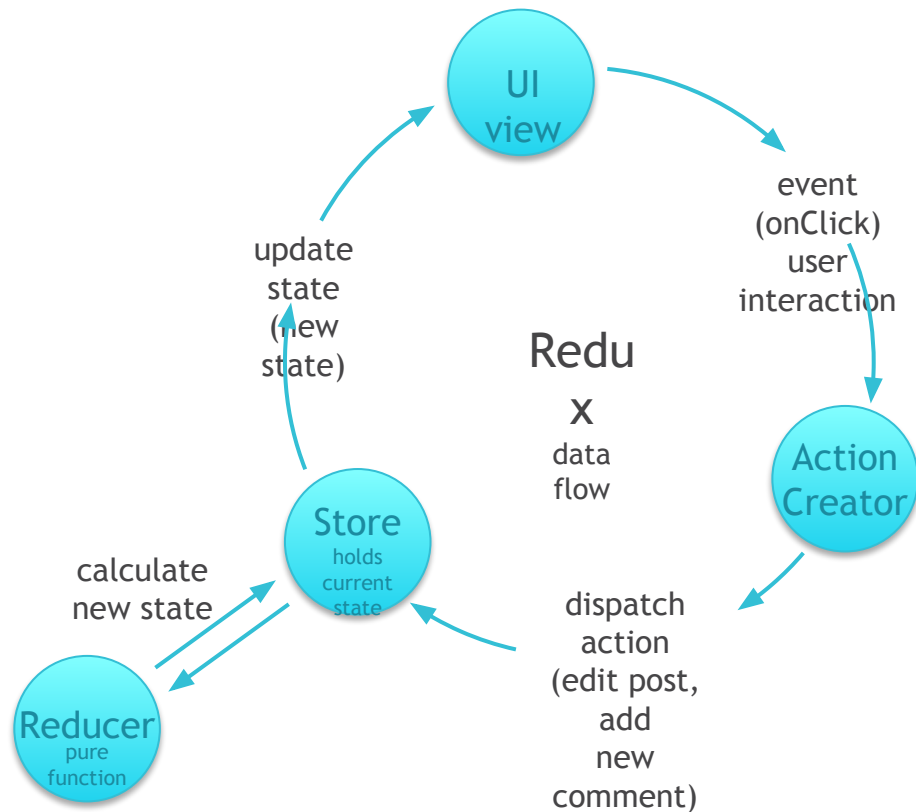 UI
view
event
(onClick)
user
interaction
update
state
(new
state)
Redu
x
data
flow
Action
Creator
Store
holds
current
state
calculate
new state
dispatch
action
(edit post,
add
new
comment)
Reducer
pure
function